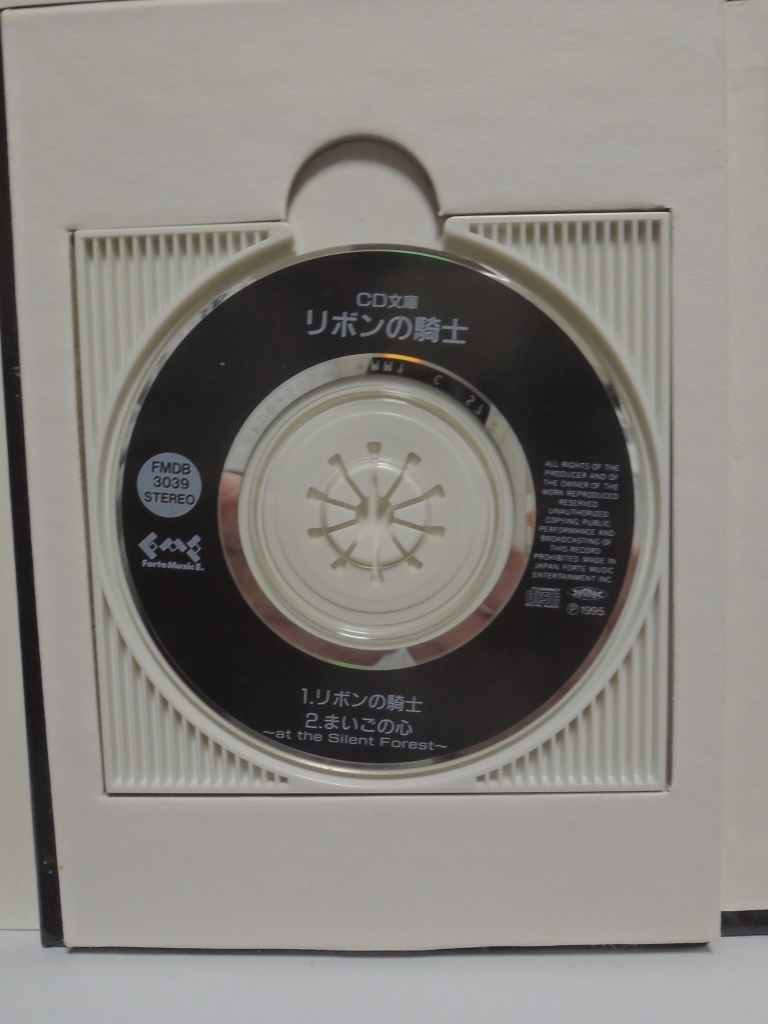 CD文庫
リボンの騎士
FMDB
3039
STEREO
Forte Music E.
ALL RIGHTS OF THE
PRODUCER AND OF
THE OWNER OF THE
WORK REPRODUCED
RESERVED
UNAUTHORIZED
COPYING, PUBLIC
PERFORMANCE AND
BROADCASTING OF
THIS RECORD
PROHIBITED MADE IN
JAPAN FORTE MUSIC
ENTERTAINMENT INC
disc
℗1995
1.リボンの騎士
2.まいごの心
~at the Silent Forest~